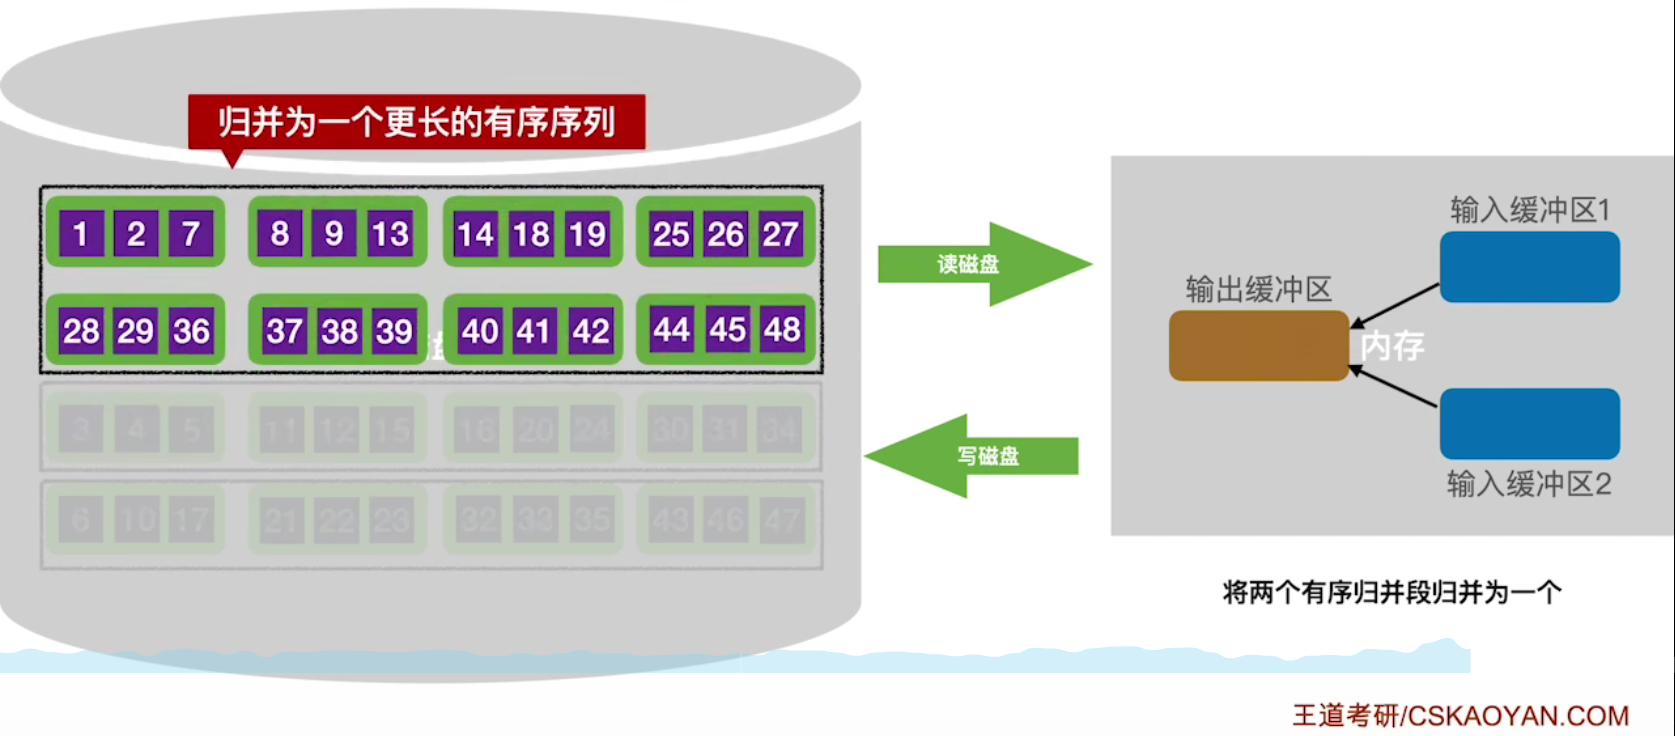 归并为一个更长的有序序列
1 2 7 8 9 13 14 18 19 25 26 27
28 29 36 37 38 39 40 41 42 44 45 48
3 4 5 11 12 15 16 20 24 30 31 34
6 10 17 21 22 23 32 33 35 43 46 47
读磁盘
写磁盘
输入缓冲区1
输出缓冲区
内存
输入缓冲区2
将两个有序归并段归并为一个
王道考研/CSKAOYAN.COM